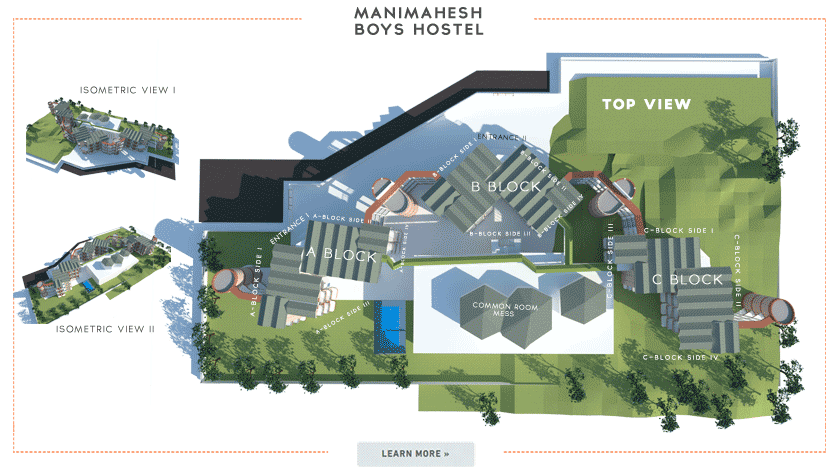 MANIMAHESH
BOYS HOSTEL
ISOMETRIC VIEW I
TOP VIEW
ENTRANCE II
B-BLOCK SIDE I
B-BLOCK SIDE II
B BLOCK
B-BLOCK SIDE IV
B-BLOCK SIDE III
ENTRANCE I
A-BLOCK SIDE II
A-BLOCK SIDE IV
A BLOCK
A-BLOCK SIDE I
A-BLOCK SIDE III
C-BLOCK SIDE I
C-BLOCK SIDE III
C-BLOCK SIDE II
C BLOCK
COMMON ROOM
MESS
ISOMETRIC VIEW II
C-BLOCK SIDE IV
LEARN MORE »